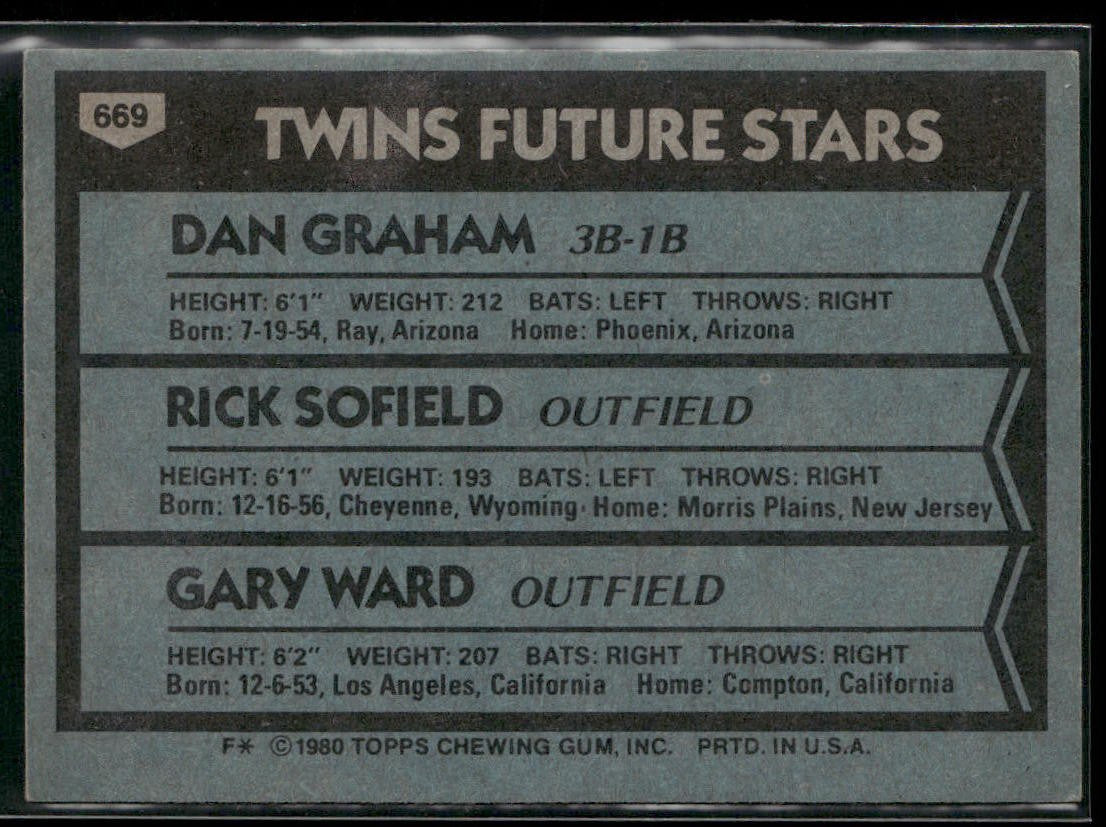 669
TWINS FUTURE STARS
DAN GRAHAM 3B-1B
HEIGHT: 6'1" WEIGHT: 212 BATS: LEFT THROWS: RIGHT
Born: 7-19-54, Ray, Arizona Home: Phoenix, Arizona
RICK SOFIELD OUTFIELD
HEIGHT: 6'1" WEIGHT: 193 BATS: LEFT THROWS: RIGHT
Born: 12-16-56, Cheyenne, Wyoming Home: Morris Plains, New Jersey
GARY WARD OUTFIELD
HEIGHT: 6'2" WEIGHT: 207 BATS: RIGHT THROWS: RIGHT
Born: 12-6-53, Los Angeles, California Home: Compton, California
F* ©1980 TOPPS CHEWING GUM, INC. PRTD. IN U.S.A.